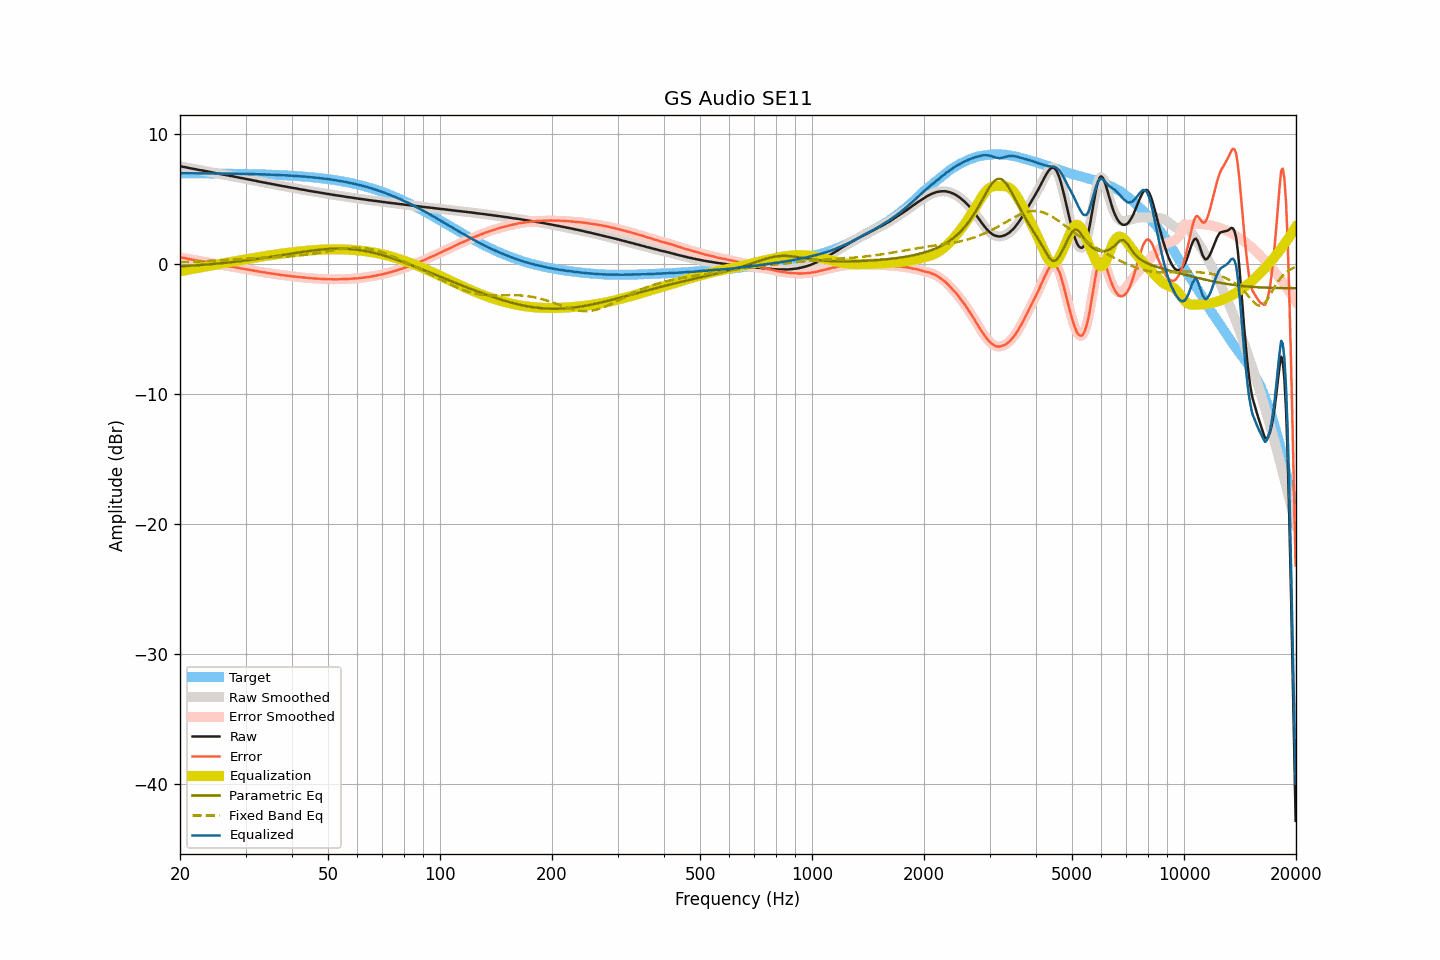 GS Audio SE11
10
0
−10
−20
−30
−40
Amplitude (dBr)
Target
Raw Smoothed
Error Smoothed
Raw
Error
Equalization
Parametric Eq
Fixed Band Eq
Equalized
20 50 100 200 500 1000 2000 5000 10000 20000
Frequency (Hz)